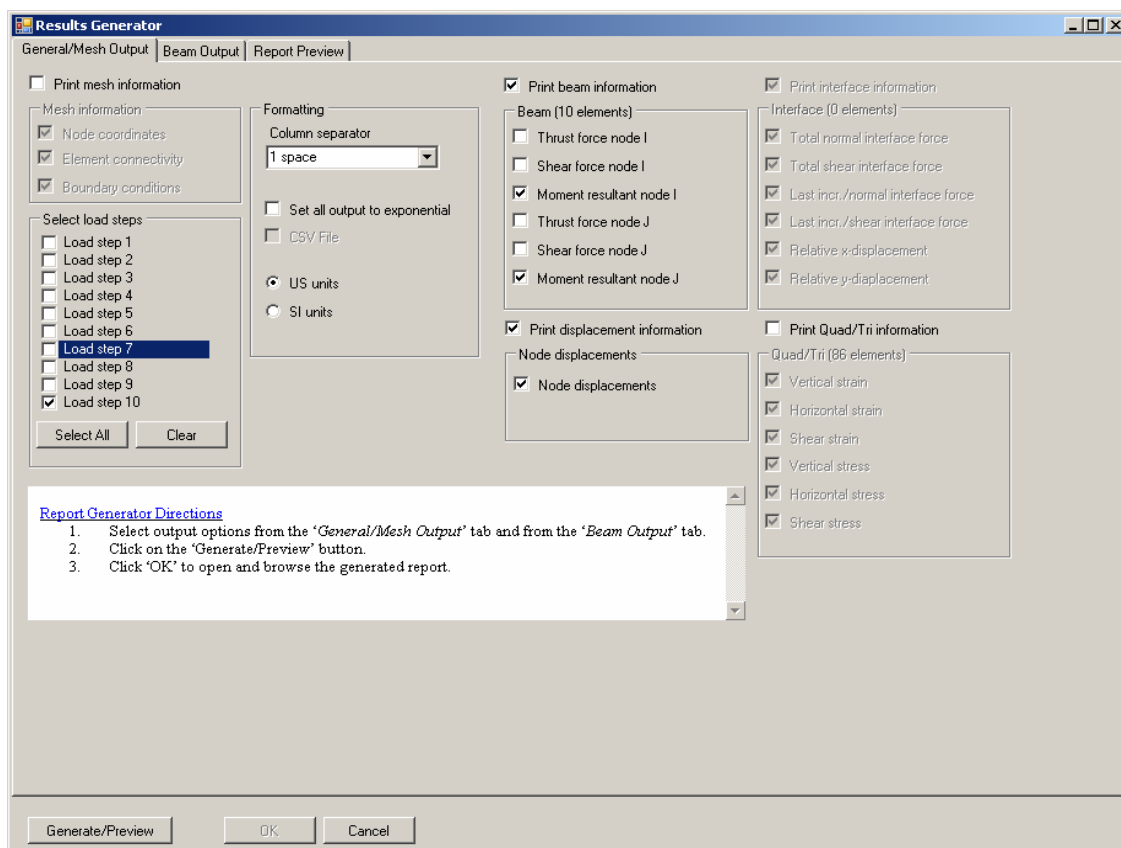 Results Generator
General/Mesh Output
Beam Output
Report Preview
Print mesh information
Mesh information
Node coordinates
Element connectivity
Boundary conditions
Select load steps
Load step 1
Load step 2
Load step 3
Load step 4
Load step 5
Load step 6
Load step 7
Load step 8
Load step 9
Load step 10
Select All
Clear
Formatting
Column separator
1 space
Set all output to exponential
CSV File
US units
SI units
Print beam information
Beam (10 elements)
Thrust force node I
Shear force node I
Moment resultant node I
Thrust force node J
Shear force node J
Moment resultant node J
Print displacement information
Node displacements
Node displacements
Print interface information
Interface (0 elements)
Total normal interface force
Total shear interface force
Last incr./normal interface force
Last incr./shear interface force
Relative x-displacement
Relative y-diaplacement
Print Quad/Tri information
Quad/Tri (86 elements)
Vertical strain
Horizontal strain
Shear strain
Vertical stress
Horizontal stress
Shear stress
Report Generator Directions
1. Select output options from the ‘General/Mesh Output’ tab and from the ‘Beam Output’ tab.
2. Click on the ‘Generate/Preview’ button.
3. Click ‘OK’ to open and browse the generated report.
Generate/Preview
OK
Cancel